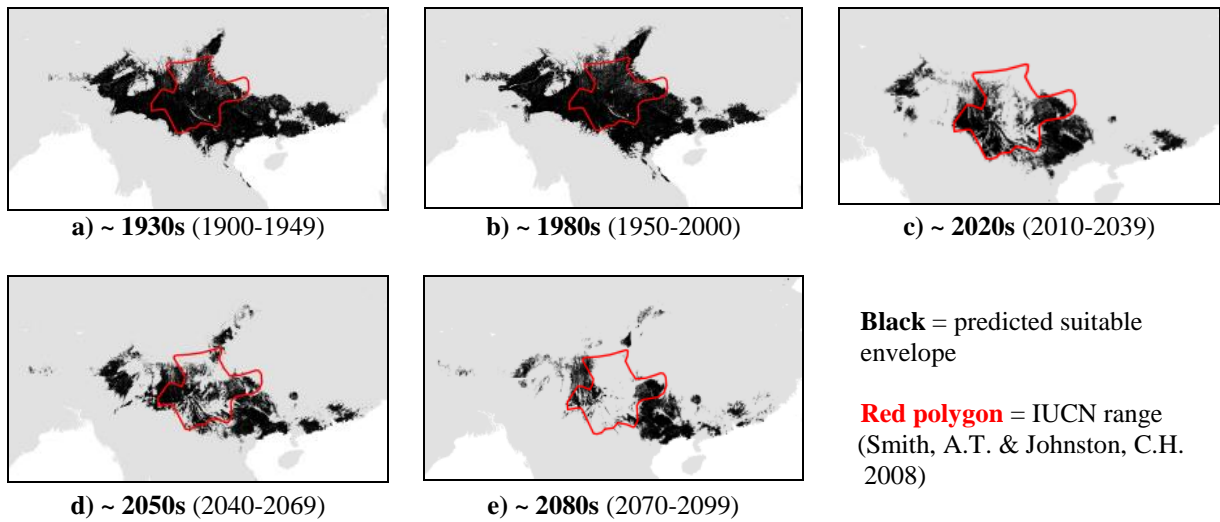 a) ~ 1930s (1900-1949)
b) ~ 1980s (1950-2000)
c) ~ 2020s (2010-2039)
d) ~ 2050s (2040-2069)
e) ~ 2080s (2070-2099)
Black = predicted suitable
envelope
Red polygon = IUCN range
(Smith, A.T. & Johnston, C.H.
2008)